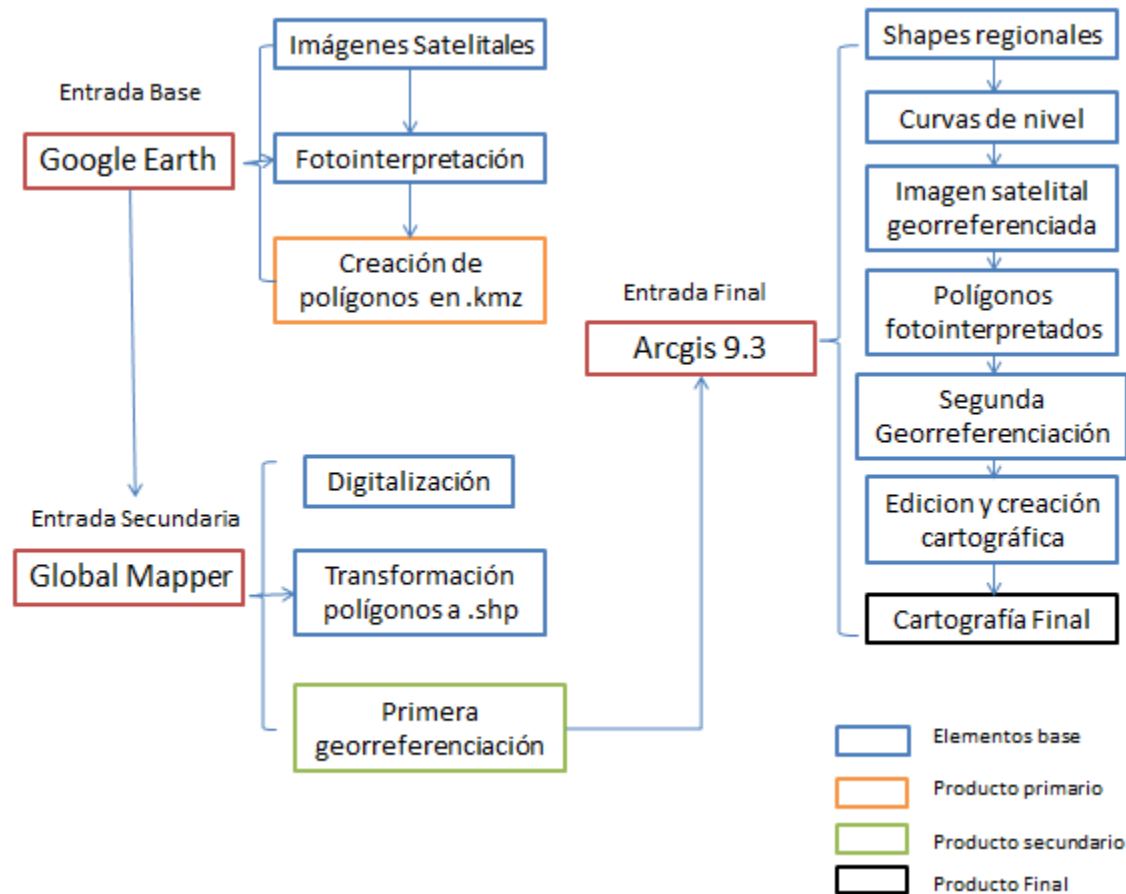 Entrada Base
Google Earth
Imágenes Satelitales
Fotointerpretación
Creación de
polígonos en .kmz
Entrada Secundaria
Global Mapper
Digitalización
Transformación
polígonos a .shp
Primera
georreferenciación
Entrada Final
Arcgis 9.3
Shapes regionales
Curvas de nivel
Imagen satelital
georreferenciada
Polígonos
fotointerpretados
Segunda
Georreferenciación
Edicion y creación
cartográfica
Cartografía Final
Elementos base
Producto primario
Producto secundario
Producto Final